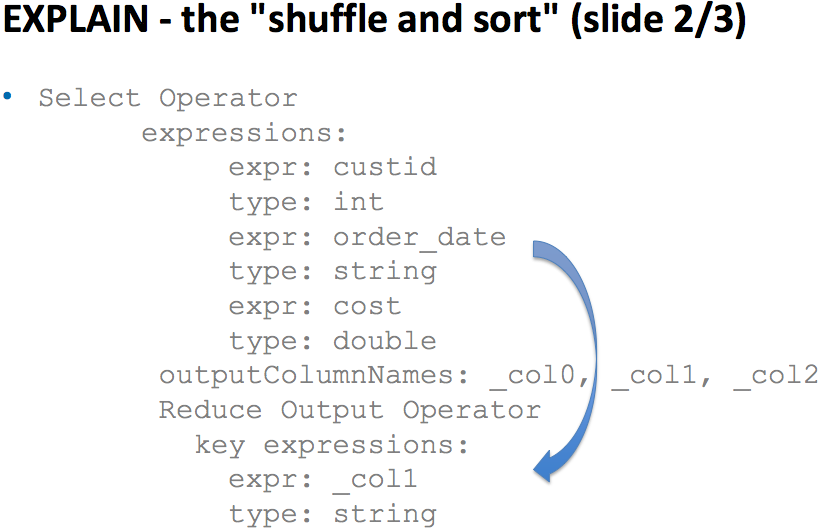 EXPLAIN - the "shuffle and sort" (slide 2/3)
• Select Operator
expressions:
expr: custid
type: int
expr: order_date
type: string
expr: cost
type: double
outputColumnNames: _col0, _col1, _col2
Reduce Output Operator
key expressions:
expr: _col1
type: string